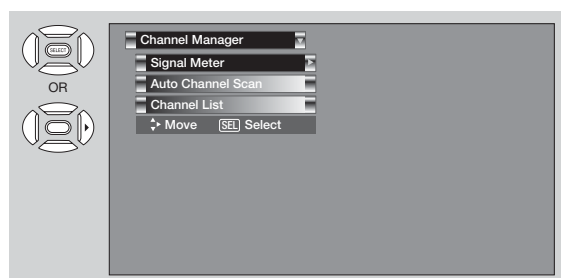 SELECT
OR
Channel Manager
Signal Meter
Auto Channel Scan
Channel List
Move SEL Select